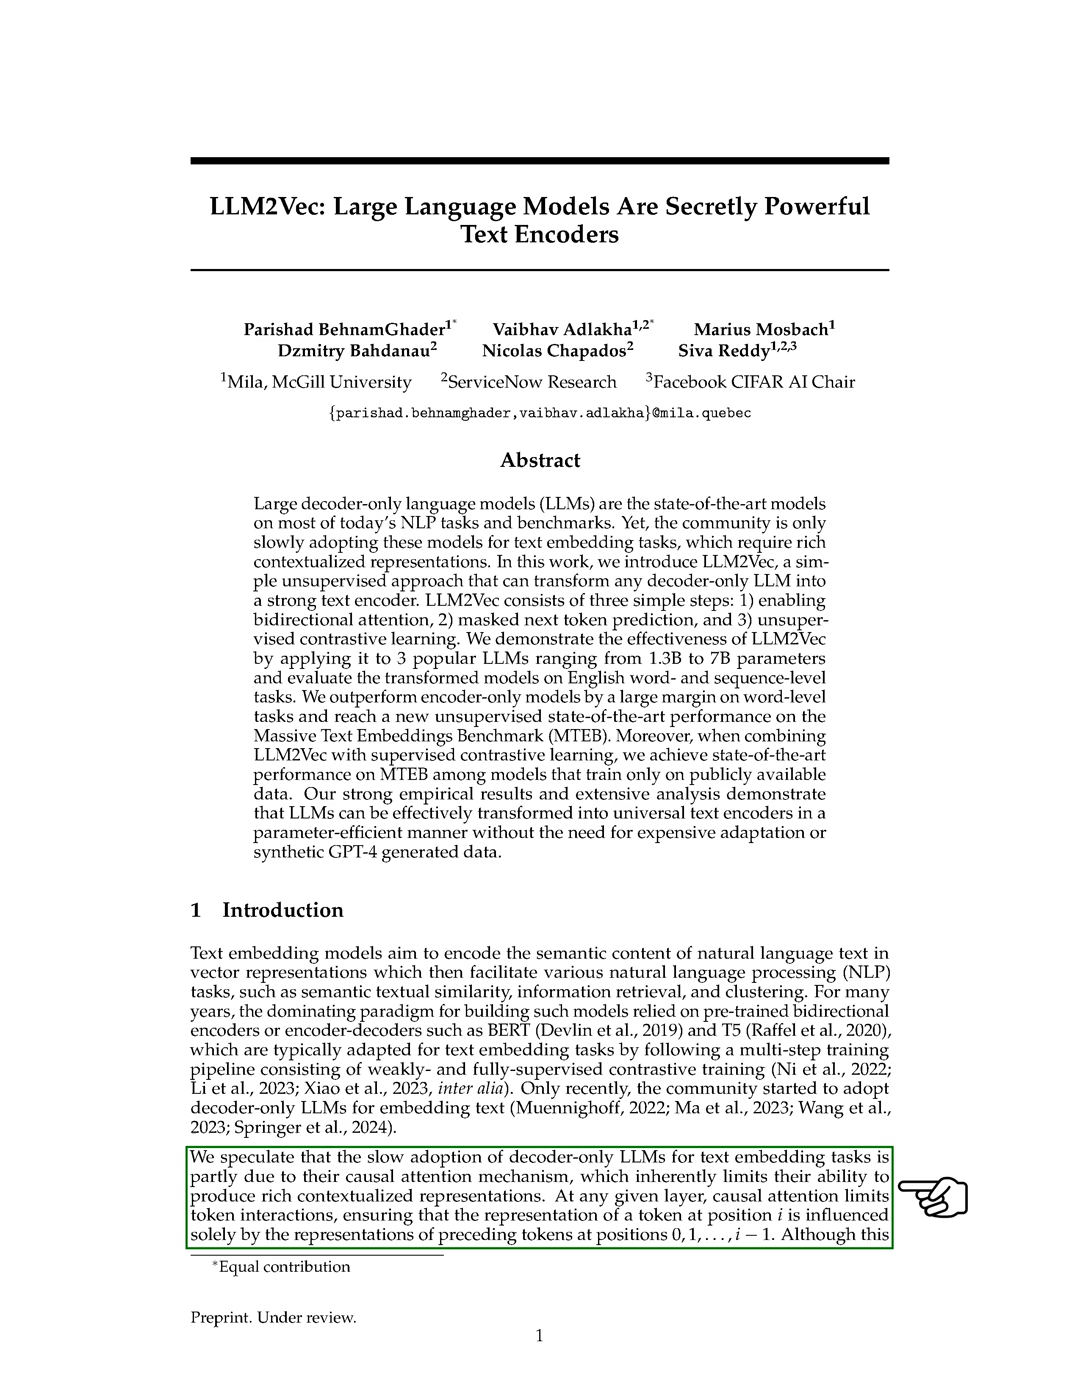 LLM2Vec: Large Language Models Are Secretly Powerful
Text Encoders
Parishad BehnamGhader1* Vaibhav Adlakha1,2* Marius Mosbach1
Dzmitry Bahdanau2 Nicolas Chapados2 Siva Reddy1,2,3
1Mila, McGill University 2ServiceNow Research 3Facebook CIFAR AI Chair
{parishad.behnamghader,vaibhav.adlakha}@mila.quebec
Abstract
Large decoder-only language models (LLMs) are the state-of-the-art models
on most of today's NLP tasks and benchmarks. Yet, the community is only
slowly adopting these models for text embedding tasks, which require rich
contextualized representations. In this work, we introduce LLM2Vec, a sim-
ple unsupervised approach that can transform any decoder-only LLM into
a strong text encoder. LLM2Vec consists of three simple steps: 1) enabling
bidirectional attention, 2) masked next token prediction, and 3) unsuper-
vised contrastive learning. We demonstrate the effectiveness of LLM2Vec
by applying it to 3 popular LLMs ranging from 1.3B to 7B parameters
and evaluate the transformed models on English word- and sequence-level
tasks. We outperform encoder-only models by a large margin on word-level
tasks and reach a new unsupervised state-of-the-art performance on the
Massive Text Embeddings Benchmark (MTEB). Moreover, when combining
LLM2Vec with supervised contrastive learning, we achieve state-of-the-art
performance on MTEB among models that train only on publicly available
data. Our strong empirical results and extensive analysis demonstrate
that LLMs can be effectively transformed into universal text encoders in a
parameter-efficient manner without the need for expensive adaptation or
synthetic GPT-4 generated data.
1 Introduction
Text embedding models aim to encode the semantic content of natural language text in
vector representations which then facilitate various natural language processing (NLP)
tasks, such as semantic textual similarity, information retrieval, and clustering. For many
years, the dominating paradigm for building such models relied on pre-trained bidirectional
encoders or encoder-decoders such as BERT (Devlin et al., 2019) and T5 (Raffel et al., 2020),
which are typically adapted for text embedding tasks by following a multi-step training
pipeline consisting of weakly- and fully-supervised contrastive training (Ni et al., 2022;
Li et al., 2023; Xiao et al., 2023, inter alia). Only recently, the community started to adopt
decoder-only LLMs for embedding text (Muennighoff, 2022; Ma et al., 2023; Wang et al.,
2023; Springer et al., 2024).
We speculate that the slow adoption of decoder-only LLMs for text embedding tasks is
partly due to their causal attention mechanism, which inherently limits their ability to
produce rich contextualized representations. At any given layer, causal attention limits
token interactions, ensuring that the representation of a token at position i is influenced
solely by the representations of preceding tokens at positions 0, 1, . . . , i − 1. Although this
*Equal contribution
Preprint. Under review.
1